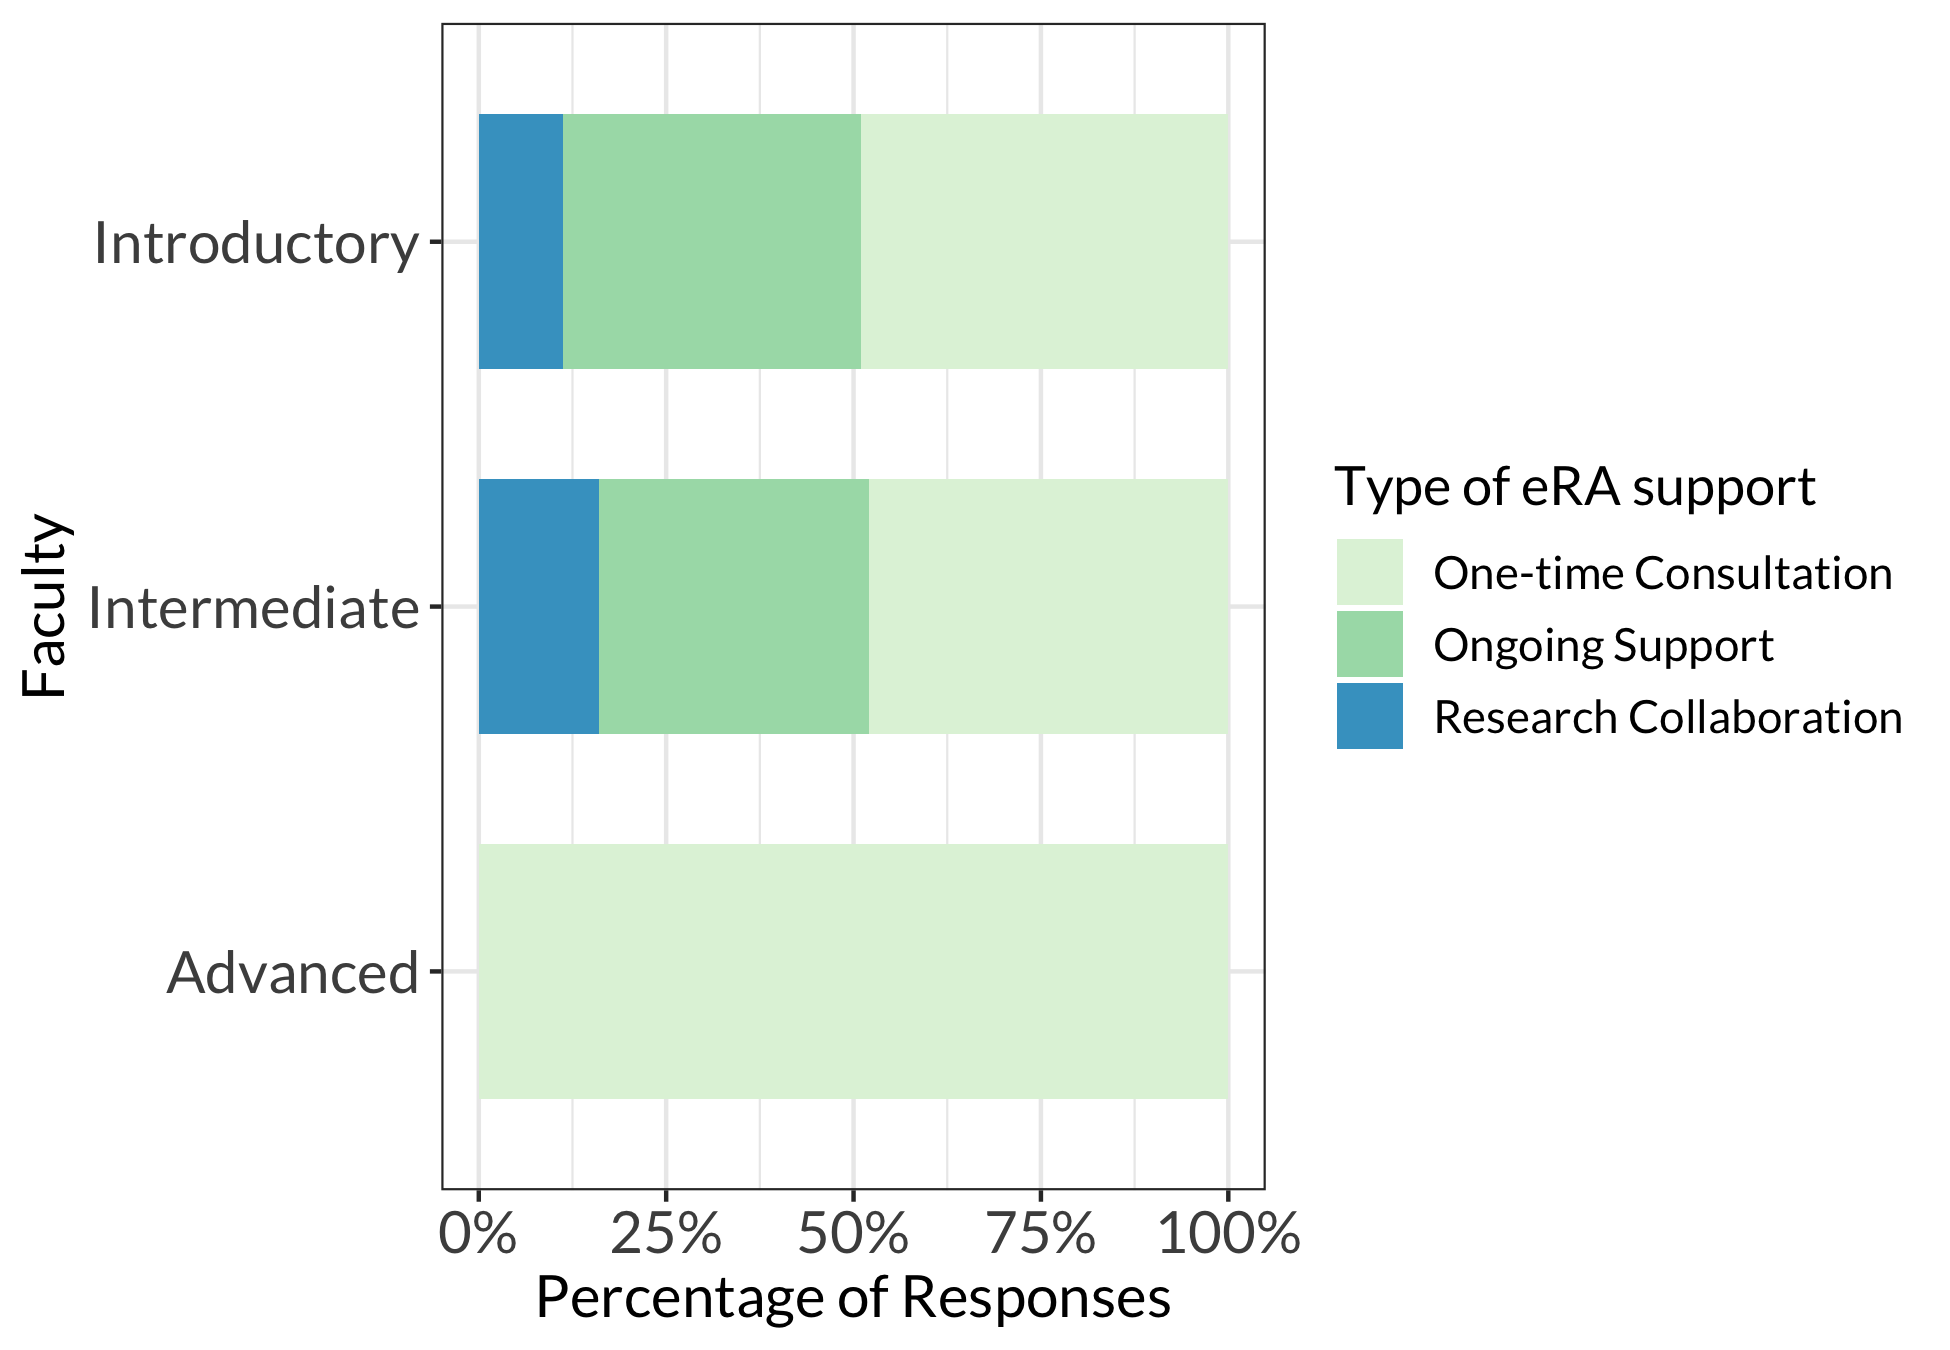 Faculty
Introductory
Intermediate
Advanced
0% 25% 50% 75% 100%
Percentage of Responses
Type of eRA support
One-time Consultation
Ongoing Support
Research Collaboration